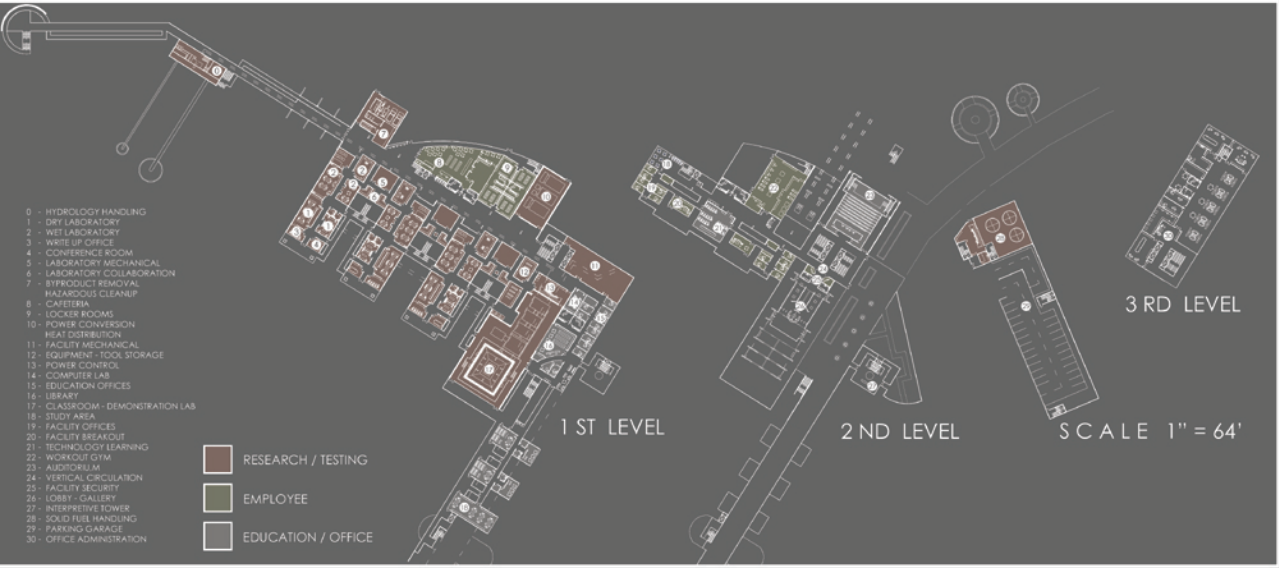 0 - HYDROLOGY HANDLING
1 - DRY LABORATORY
2 - WET LABORATORY
3 - WRITE UP OFFICE
4 - CONFERENCE ROOM
5 - LABORATORY MECHANICAL
6 - LABORATORY COLLABORATION
7 - BYPRODUCT REMOVAL
HAZARDOUS CLEANUP
8 - CAFETERIA
9 - LOCKER ROOMS
10 - POWER CONVERSION
HEAT DISTRIBUTION
11 - FACILITY MECHANICAL
12 - EQUIPMENT - TOOL STORAGE
13 - POWER CONTROL
14 - COMPUTER LAB
15 - EDUCATION OFFICES
16 - LIBRARY
17 - CLASSROOM - DEMONSTRATION LAB
18 - STUDY AREA
19 - FACILITY OFFICES
20 - FACILITY BREAKOUT
21 - TECHNOLOGY LEARNING
22 - WORKOUT GYM
23 - AUDITORIU.M
24 - VERTICAL CIRCULATION
25 - FACILITY SECURITY
26 - LOBBY - GALLERY
27 - INTERPRETIVE TOWER
28 - SOLID FUEL HANDLING
29 - PARKING GARAGE
30 - OFFICE ADMINISTRATION
RESEARCH / TESTING
EMPLOYEE
EDUCATION / OFFICE
1 ST LEVEL
2 ND LEVEL
3 RD LEVEL
SCALE 1" = 64'